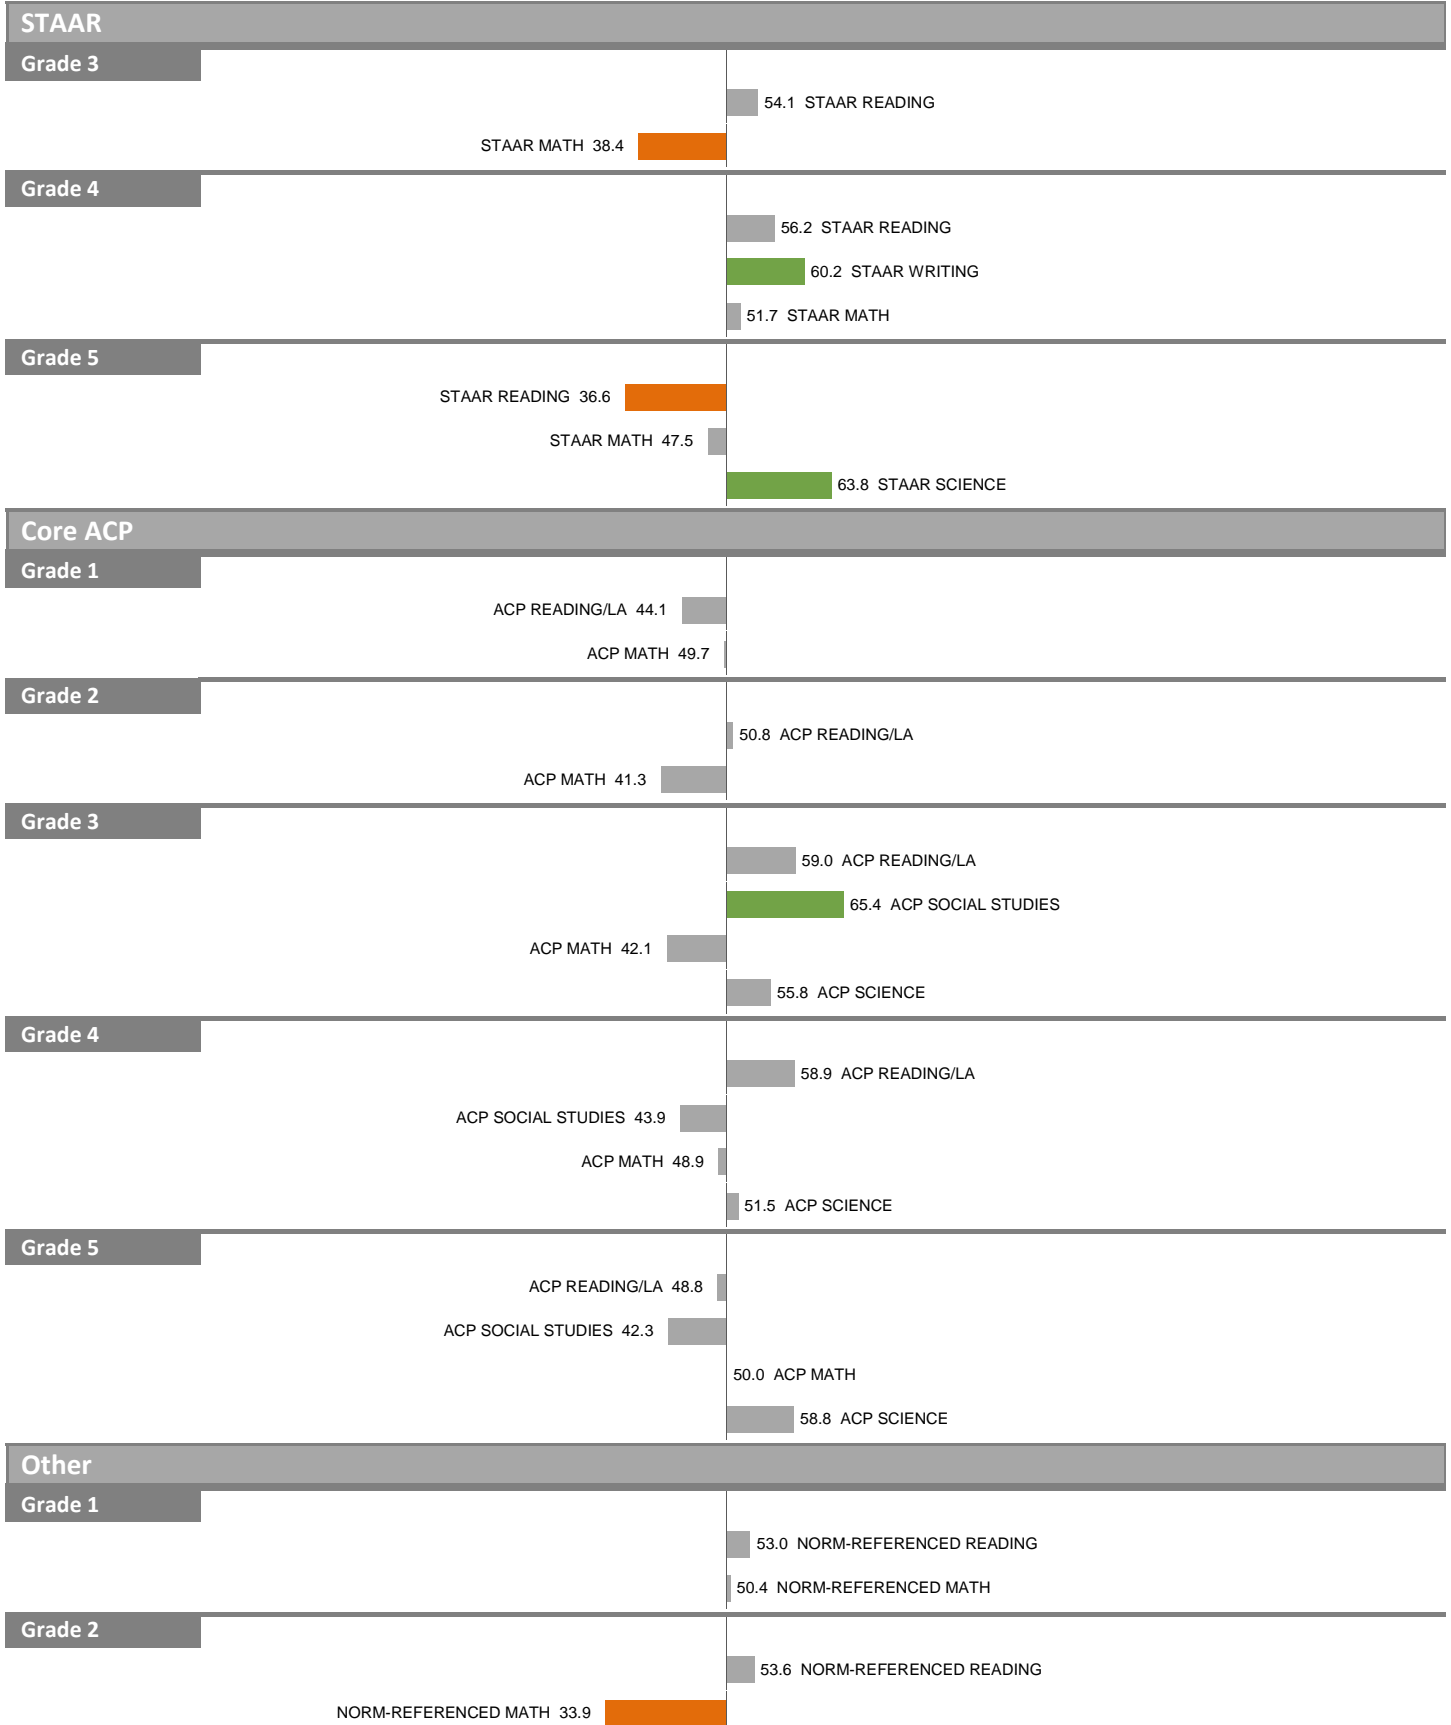 STAAR
Grade 3
54.1 STAAR READING
STAAR MATH 38.4
Grade 4
56.2 STAAR READING
60.2 STAAR WRITING
51.7 STAAR MATH
Grade 5
STAAR READING 36.6
STAAR MATH 47.5
63.8 STAAR SCIENCE
Core ACP
Grade 1
ACP READING/LA 44.1
ACP MATH 49.7
Grade 2
50.8 ACP READING/LA
ACP MATH 41.3
Grade 3
59.0 ACP READING/LA
65.4 ACP SOCIAL STUDIES
ACP MATH 42.1
55.8 ACP SCIENCE
Grade 4
58.9 ACP READING/LA
ACP SOCIAL STUDIES 43.9
ACP MATH 48.9
51.5 ACP SCIENCE
Grade 5
ACP READING/LA 48.8
ACP SOCIAL STUDIES 42.3
50.0 ACP MATH
58.8 ACP SCIENCE
Other
Grade 1
53.0 NORM-REFERENCED READING
50.4 NORM-REFERENCED MATH
Grade 2
53.6 NORM-REFERENCED READING
NORM-REFERENCED MATH 33.9